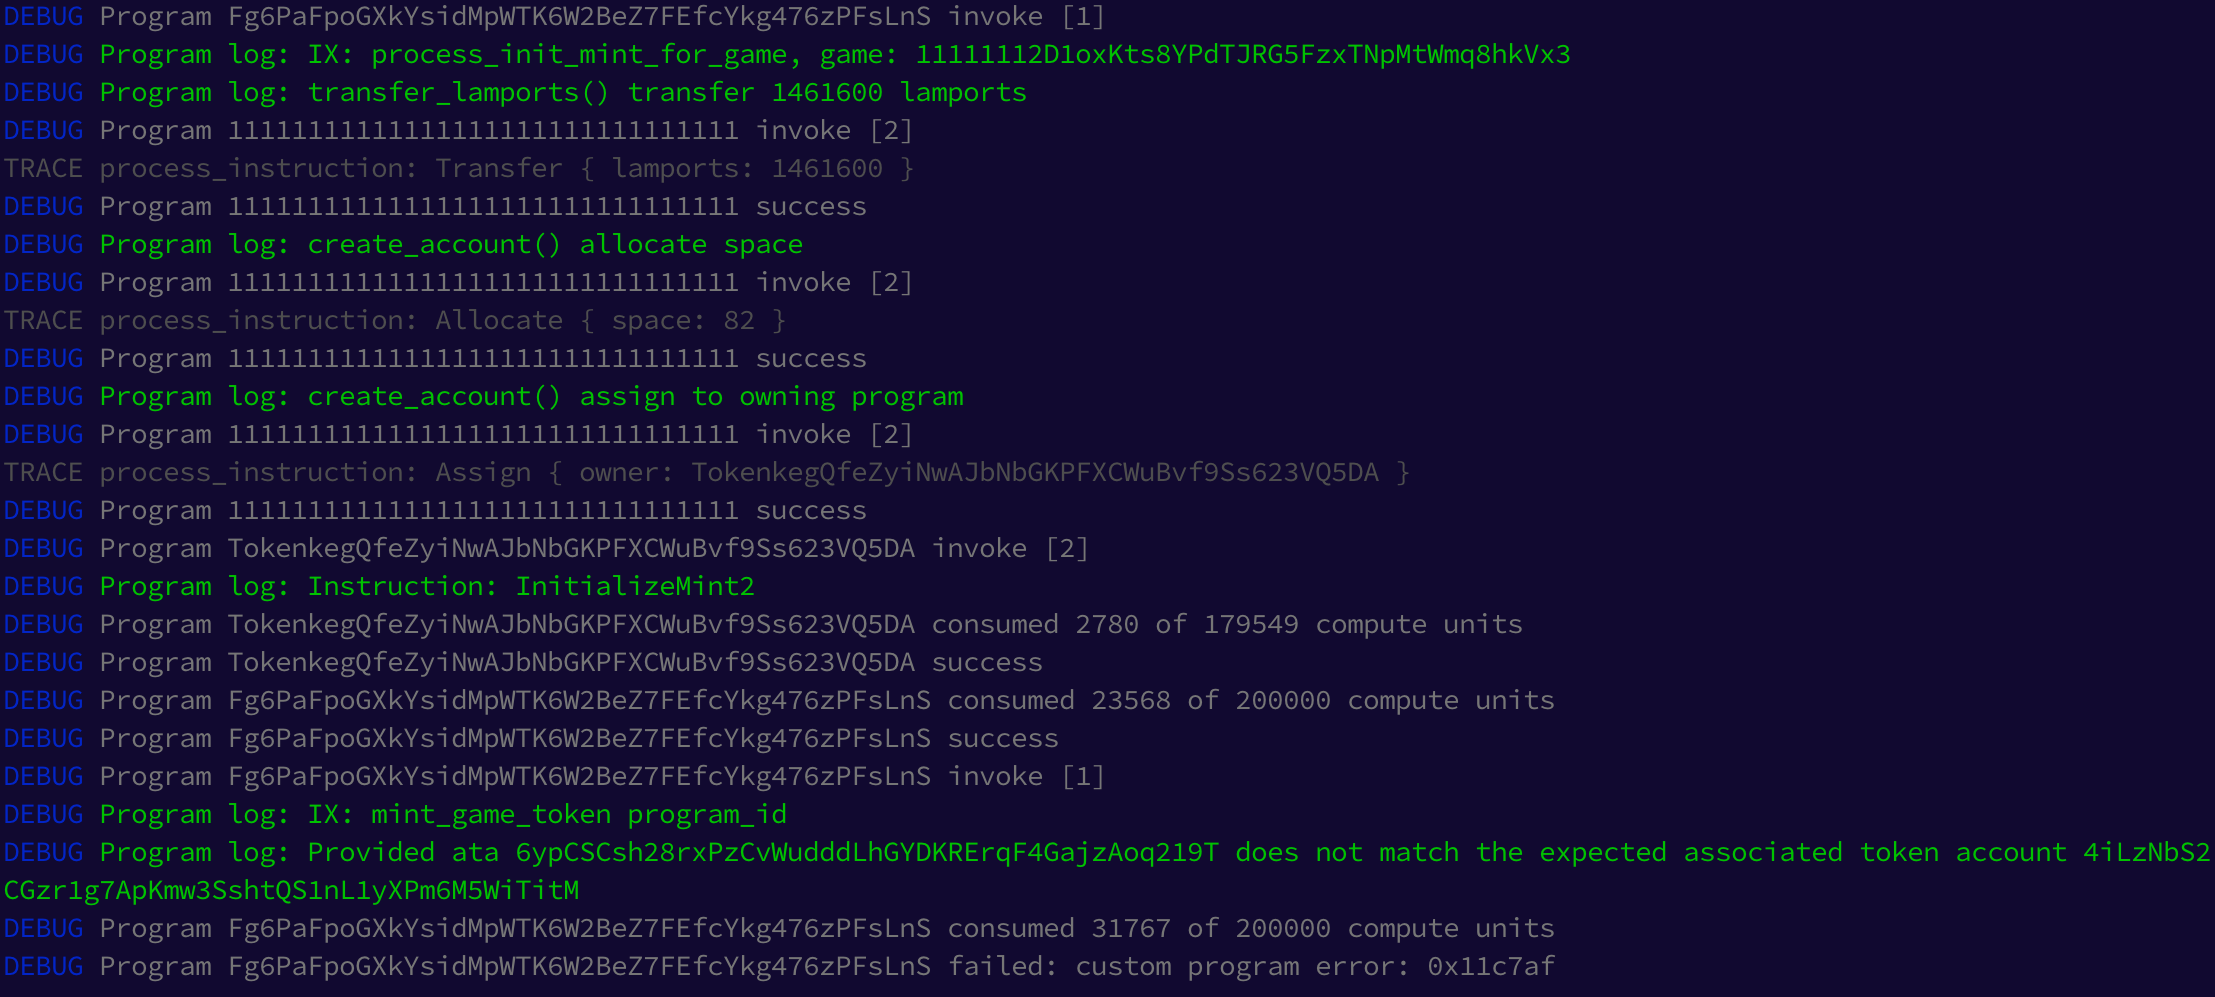 DEBUG Program Fg6PaFpoGXkYsidMpWTK6W2BeZ7FEfcYkg476zPFsLnS invoke [1]
DEBUG Program log: IX: process_init_mint_for_game, game: 11111112D1oxKts8YPdTJRG5FzxTNpMtWmq8hkVx3
DEBUG Program log: transfer_lamports() transfer 1461600 lamports
DEBUG Program 11111111111111111111111111111111 invoke [2]
TRACE process_instruction: Transfer { lamports: 1461600 }
DEBUG Program 11111111111111111111111111111111 success
DEBUG Program log: create_account() allocate space
DEBUG Program 11111111111111111111111111111111 invoke [2]
TRACE process_instruction: Allocate { space: 82 }
DEBUG Program 11111111111111111111111111111111 success
DEBUG Program log: create_account() assign to owning program
DEBUG Program 11111111111111111111111111111111 invoke [2]
TRACE process_instruction: Assign { owner: TokenkegQfeZyiNwAJbNbGKPFXCWuBvf9Ss623VQ5DA }
DEBUG Program 11111111111111111111111111111111 success
DEBUG Program TokenkegQfeZyiNwAJbNbGKPFXCWuBvf9Ss623VQ5DA invoke [2]
DEBUG Program log: Instruction: InitializeMint2
DEBUG Program TokenkegQfeZyiNwAJbNbGKPFXCWuBvf9Ss623VQ5DA consumed 2780 of 179549 compute units
DEBUG Program TokenkegQfeZyiNwAJbNbGKPFXCWuBvf9Ss623VQ5DA success
DEBUG Program Fg6PaFpoGXkYsidMpWTK6W2BeZ7FEfcYkg476zPFsLnS consumed 23568 of 200000 compute units
DEBUG Program Fg6PaFpoGXkYsidMpWTK6W2BeZ7FEfcYkg476zPFsLnS success
DEBUG Program Fg6PaFpoGXkYsidMpWTK6W2BeZ7FEfcYkg476zPFsLnS invoke [1]
DEBUG Program log: IX: mint_game_token program_id
DEBUG Program log: Provided ata 6ypCSCsh28rxPzCvWudddLhGYDKRErqF4GajzAoq219T does not match the expected associated token account 4iLzNbS2
CGzr1g7ApKmw3SshtQS1nL1yXPm6M5WiTitM
DEBUG Program Fg6PaFpoGXkYsidMpWTK6W2BeZ7FEfcYkg476zPFsLnS consumed 31767 of 200000 compute units
DEBUG Program Fg6PaFpoGXkYsidMpWTK6W2BeZ7FEfcYkg476zPFsLnS failed: custom program error: 0x11c7af